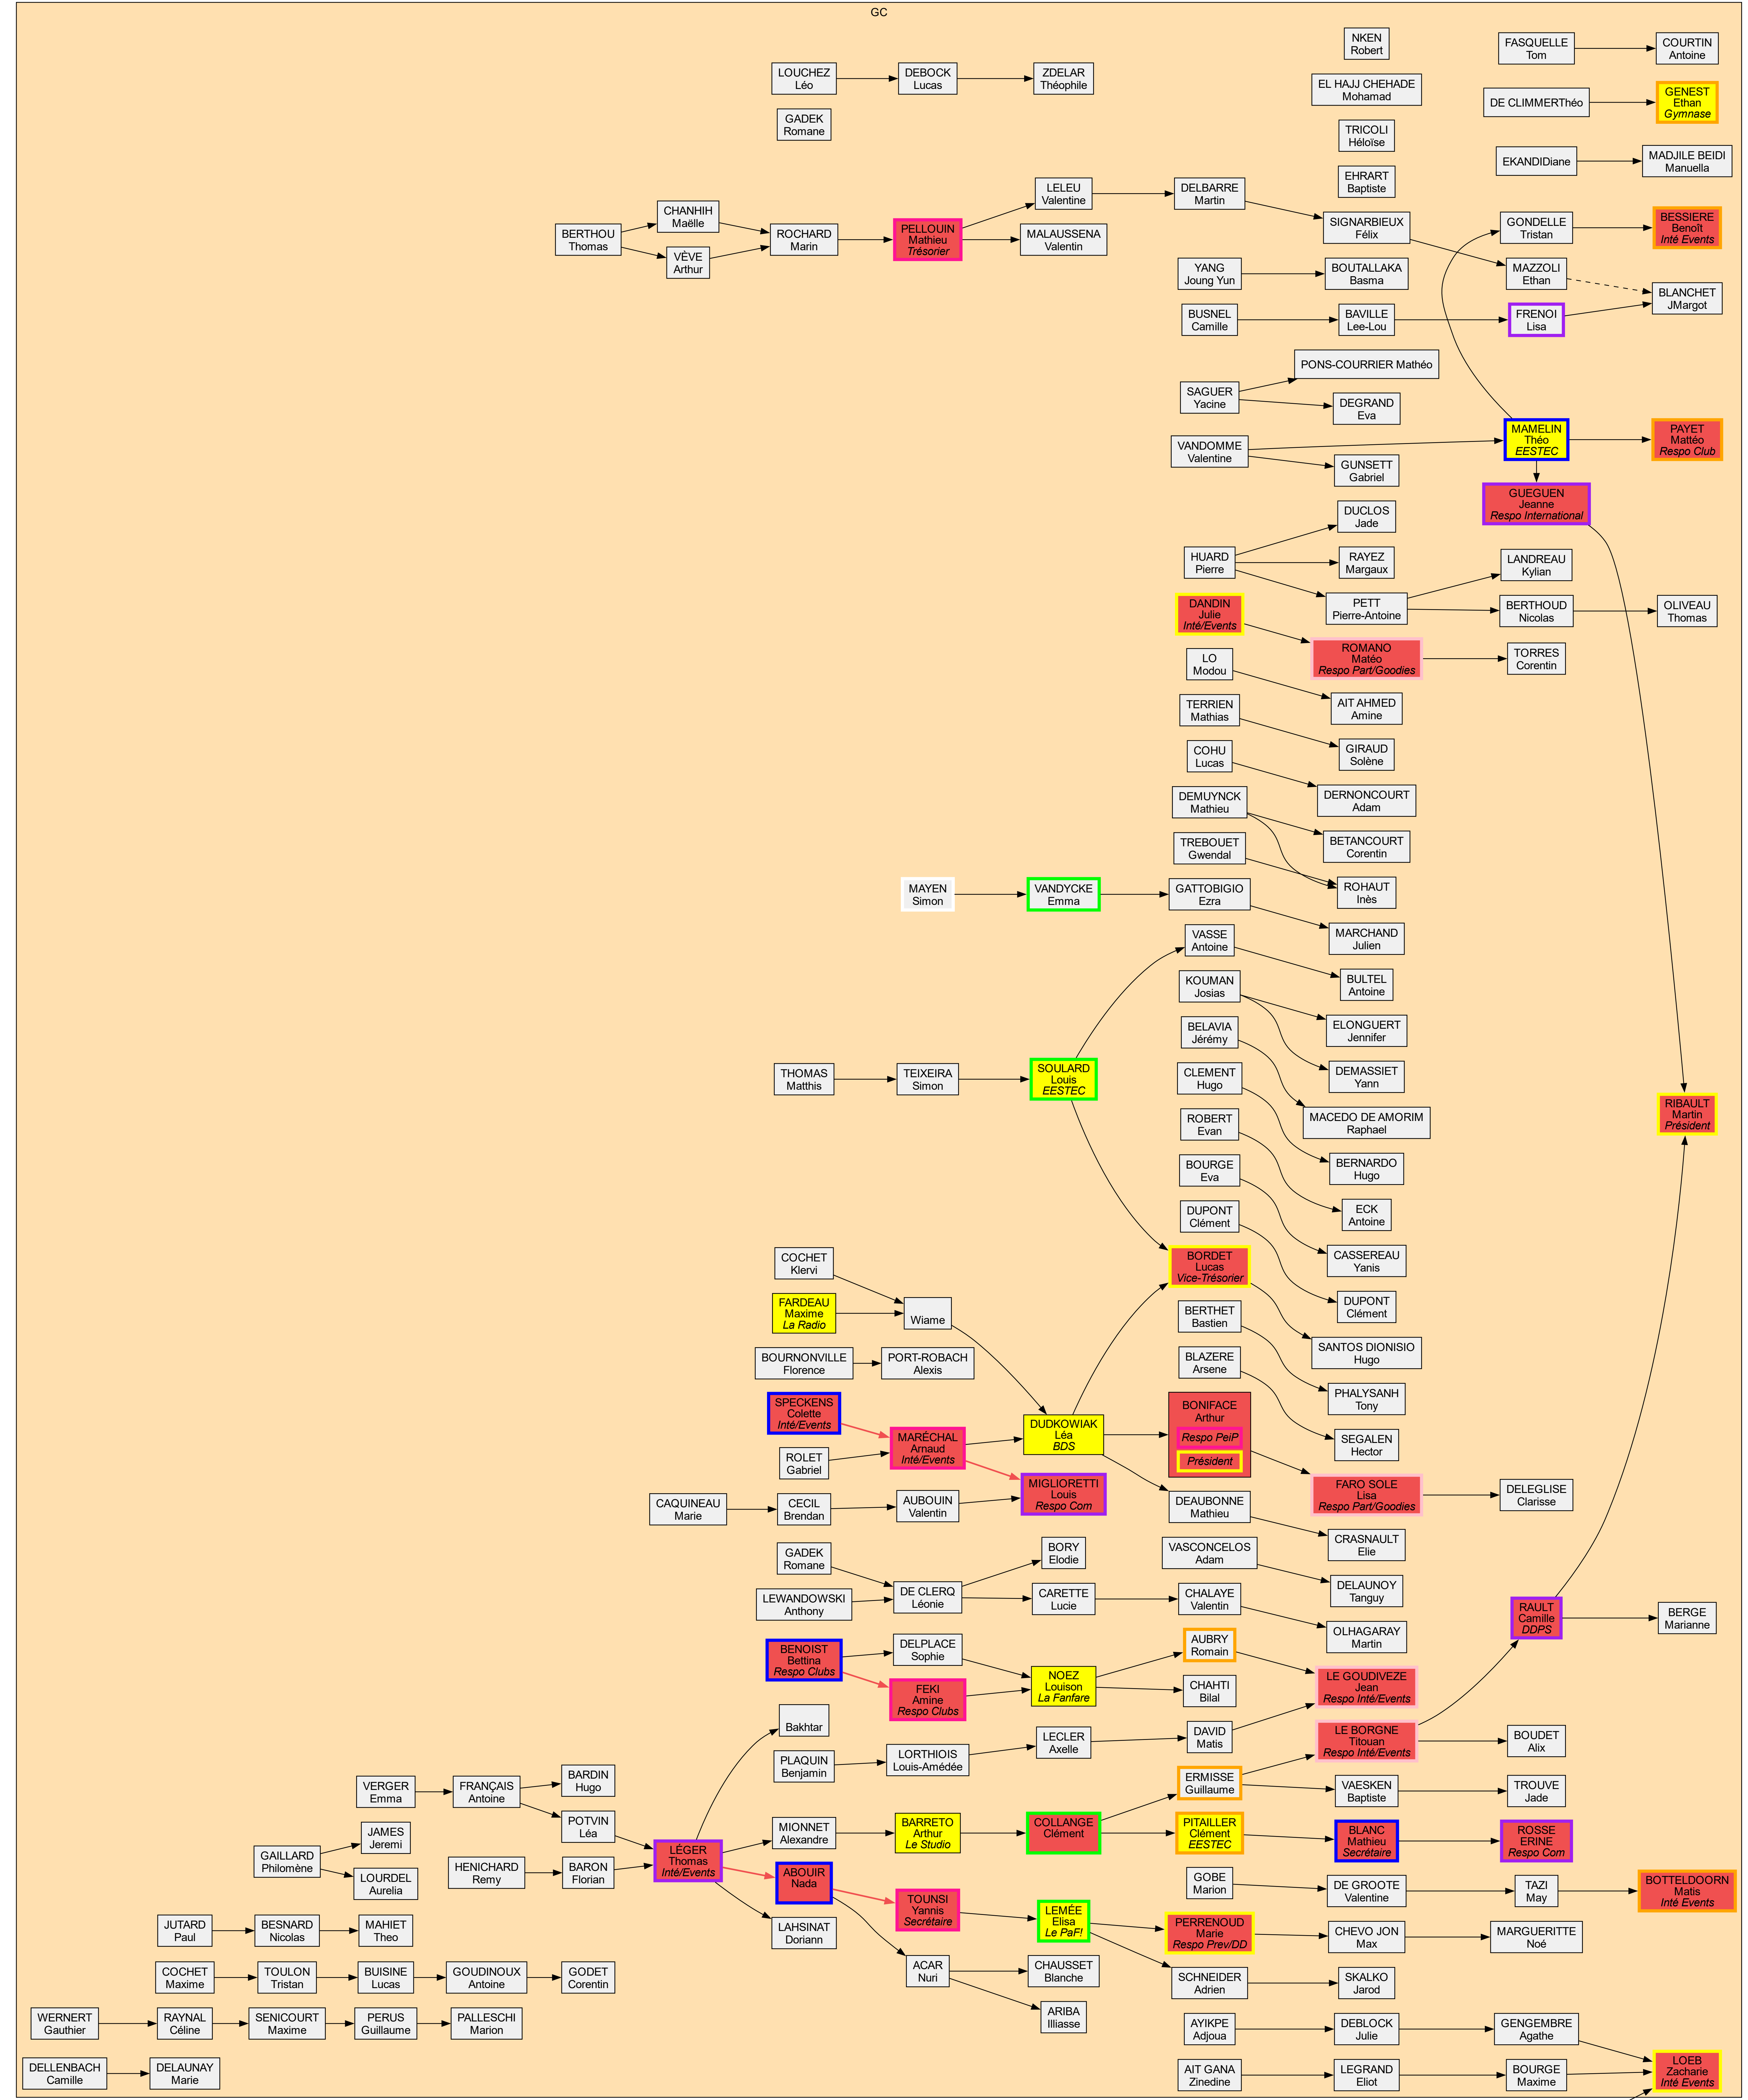 GC
NKEN
Robert
FASQUELLE
Tom
COURTIN
Antoine
LOUCHEZ
Léo
DEBOCK
Lucas
ZDELAR
Théophile
EL HAJJ CHEHADE
Mohamad
DE CLIMMERThéo
GENEST
Ethan
Gymnase
GADEK
Romane
TRICOLI
Héloïse
EKANDIDiane
MADJILE BEIDI
Manuella
EHRART
Baptiste
BERTHOU
Thomas
CHANHIH
Maëlle
VÈVE
Arthur
ROCHARD
Marin
PELLOUIN
Mathieu
Trésorier
LELEU
Valentine
MALAUSSENA
Valentin
DELBARRE
Martin
SIGNARBIEUX
Félix
GONDELLE
Tristan
BESSIERE
Benoît
Inté Events
YANG
Joung Yun
BOUTALLAKA
Basma
MAZZOLI
Ethan
BLANCHET
JMargot
BUSNEL
Camille
BAVILLE
Lee-Lou
FRENOI
Lisa
PONS-COURRIER Mathéo
SAGUER
Yacine
DEGRAND
Eva
VANDOMME
Valentine
GUNSETT
Gabriel
MAMELIN
Théo
EESTEC
PAYET
Mattéo
Respo Club
GUEGUEN
Jeanne
Respo International
DUCLOS
Jade
HUARD
Pierre
RAYEZ
Margaux
LANDREAU
Kylian
PETT
Pierre-Antoine
BERTHOUD
Nicolas
OLIVEAU
Thomas
DANDIN
Julie
Inté/Events
ROMANO
Matéo
Respo Part/Goodies
TORRES
Corentin
LO
Modou
AIT AHMED
Amine
TERRIEN
Mathias
GIRAUD
Solène
COHU
Lucas
DERNONCOURT
Adam
DEMUYNCK
Mathieu
BETANCOURT
Corentin
TREBOUET
Gwendal
ROHAUT
Inès
MAYEN
Simon
VANDYCKE
Emma
GATTOBIGIO
Ezra
MARCHAND
Julien
VASSE
Antoine
BULTEL
Antoine
KOUMAN
Josias
ELONGUERT
Jennifer
BELAVIA
Jérémy
DEMASSIET
Yann
THOMAS
Matthis
TEIXEIRA
Simon
SOULARD
Louis
EESTEC
CLEMENT
Hugo
MACEDO DE AMORIM
Raphael
RIBAULT
Martin
Président
ROBERT
Evan
BERNARDO
Hugo
BOURGE
Eva
ECK
Antoine
DUPONT
Clément
CASSEREAU
Yanis
COCHET
Klervi
BORDET
Lucas
Vice-Trésorier
DUPONT
Clément
FARDEAU
Maxime
La Radio
Wiame
BERTHET
Bastien
SANTOS DIONISIO
Hugo
BOURNONVILLE
Florence
PORT-ROBACH
Alexis
BLAZERE
Arsene
PHALYSANH
Tony
SPECKENS
Colette
Inté/Events
MARÉCHAL
Arnaud
Inté/Events
DUDKOWIAK
Léa
BDS
BONIFACE
Arthur
Respo PeiP
Président
SEGALEN
Hector
ROLET
Gabriel
MIGLIORETTI
Louis
Respo Com
FARO SOLE
Lisa
Respo Part/Goodies
DELEGLISE
Clarisse
CAQUINEAU
Marie
CECIL
Brendan
AUBOUIN
Valentin
DEAUBONNE
Mathieu
CRASNAULT
Elie
GADEK
Romane
BORY
Elodie
VASCONCELOS
Adam
DELAUNOY
Tanguy
LEWANDOWSKI
Anthony
DE CLERQ
Léonie
CARETTE
Lucie
CHALAYE
Valentin
OLHAGARAY
Martin
RAULT
Camille
DDPS
BERGE
Marianne
BENOIST
Bettina
Respo Clubs
DELPLACE
Sophie
AUBRY
Romain
FEKI
Amine
Respo Clubs
NOEZ
Louison
La Fanfare
CHAHTI
Bilal
LE GOUDIVEZE
Jean
Respo Inté/Events
Bakhtar
PLAQUIN
Benjamin
LORTHIOIS
Louis-Amédée
LECLER
Axelle
DAVID
Matis
LE BORGNE
Titouan
Respo Inté/Events
BOUDET
Alix
VERGER
Emma
FRANÇAIS
Antoine
BARDIN
Hugo
ERMISSE
Guillaume
VAESKEN
Baptiste
TROUVE
Jade
JAMES
Jeremi
POTVIN
Léa
MIONNET
Alexandre
BARRETO
Arthur
Le Studio
COLLANGE
Clément
PITAILLER
Clément
EESTEC
BLANC
Mathieu
Secrétaire
ROSSE
ERINE
Respo Com
GAILLARD
Philomène
LOURDEL
Aurelia
HENICHARD
Remy
BARON
Florian
LÉGER
Thomas
Inté/Events
ABOUIR
Nada
GOBE
Marion
DE GROOTE
Valentine
TAZI
May
BOTTELDOORN
Matis
Inté Events
JUTARD
Paul
BESNARD
Nicolas
MAHIET
Theo
LAHSINAT
Doriann
TOUNSI
Yannis
Secrétaire
LEMÉE
Elisa
Le PaF!
PERRENOUD
Marie
Respo Prev/DD
CHEVO JON
Max
MARGUERITTE
Noé
COCHET
Maxime
TOULON
Tristan
BUISINE
Lucas
GOUDINOUX
Antoine
GODET
Corentin
ACAR
Nuri
CHAUSSET
Blanche
SCHNEIDER
Adrien
SKALKO
Jarod
WERNERT
Gauthier
RAYNAL
Céline
SENICOURT
Maxime
PERUS
Guillaume
PALLESCHI
Marion
ARIBA
Illiasse
AYIKPE
Adjoua
DEBLOCK
Julie
GENGEMBRE
Agathe
DELLENBACH
Camille
DELAUNAY
Marie
AIT GANA
Zinedine
LEGRAND
Eliot
BOURGE
Maxime
LOEB
Zacharie
Inté Events